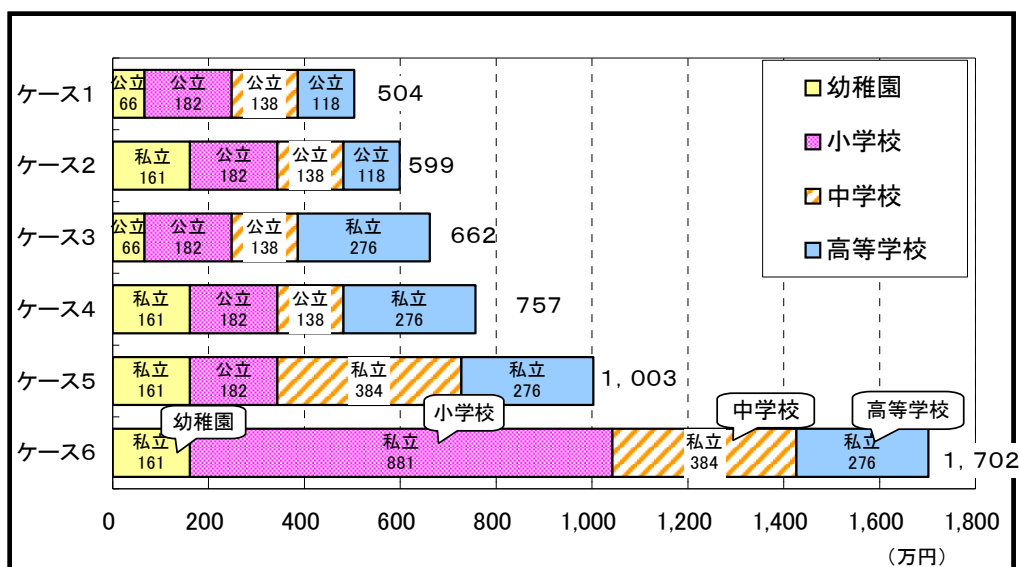 ケース1
公立 公立 公立 公立
66 182 138 118
504
ケース2
私立 公立 公立 公立
161 182 138 118
599
ケース3
公立 公立 公立 私立
66 182 138 276
662
ケース4
私立 公立 公立 私立
161 182 138 276
757
ケース5
私立 公立 私立 私立
161 182 384 276
1,003
幼稚園 小学校 中学校 高等学校
ケース6
私立 私立 私立 私立
161 881 384 276
1,702
幼稚園
小学校
中学校
高等学校
0 200 400 600 800 1,000 1,200 1,400 1,600 1,800
(万円)